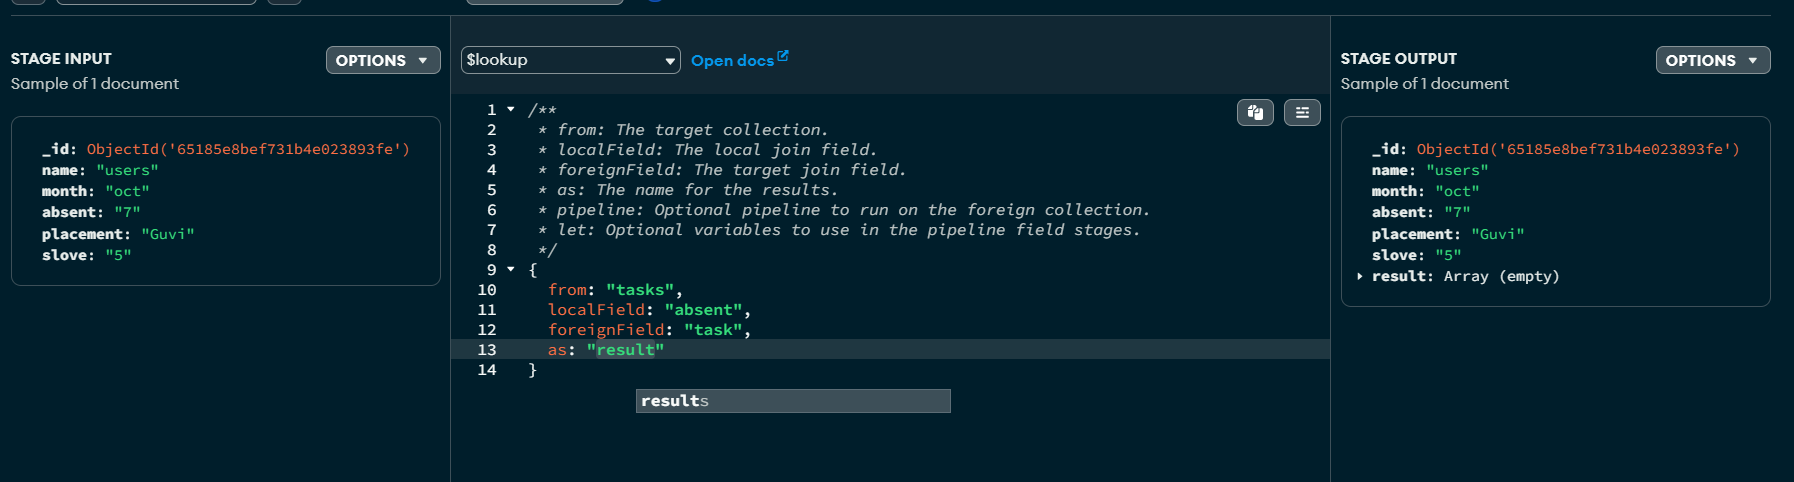 STAGE INPUT
OPTIONS
Sample of 1 document
_id: ObjectId('65185e8bef731b4e023893fe')
name: "users"
month: "oct"
absent: "7"
placement: "Guvi"
slove: "5"
$lookup
Open docs
1 /**
2 * from: The target collection.
3 * localField: The local join field.
4 * foreignField: The target join field.
5 * as: The name for the results.
6 * pipeline: Optional pipeline to run on the foreign collection.
7 * let: Optional variables to use in the pipeline field stages.
8 */
9 {
10 from: "tasks",
11 localField: "absent",
12 foreignField: "task",
13 as: "result"
14 }
results
STAGE OUTPUT
OPTIONS
Sample of 1 document
_id: ObjectId('65185e8bef731b4e023893fe')
name: "users"
month: "oct"
absent: "7"
placement: "Guvi"
slove: "5"
result: Array (empty)